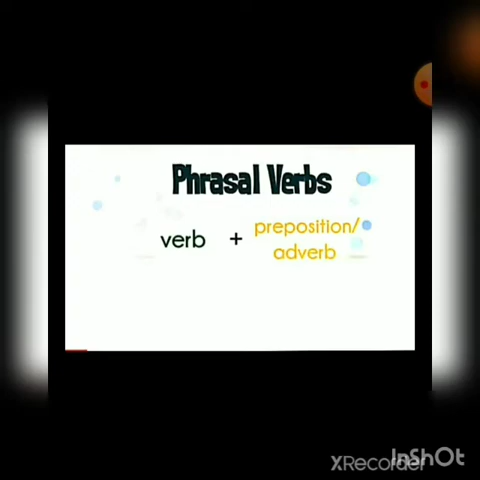 Phrasal Verbs
verb + preposition/
adverb
XRecorder
InShOt